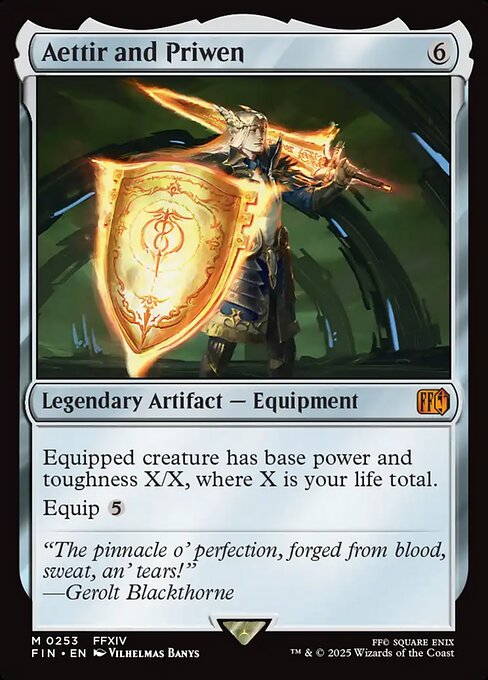 Aettir and Priwen 6
Legendary Artifact — Equipment FF
Equipped creature has base power and
toughness X/X, where X is your life total.
Equip 5
“The pinnacle o’ perfection, forged from blood,
sweat, an’ tears!”
—Gerolt Blackthorne
M 0253 FFXIV FF© SQUARE ENIX
FIN • EN VILHELMAS BANYS ™ & © 2025 Wizards of the Coast